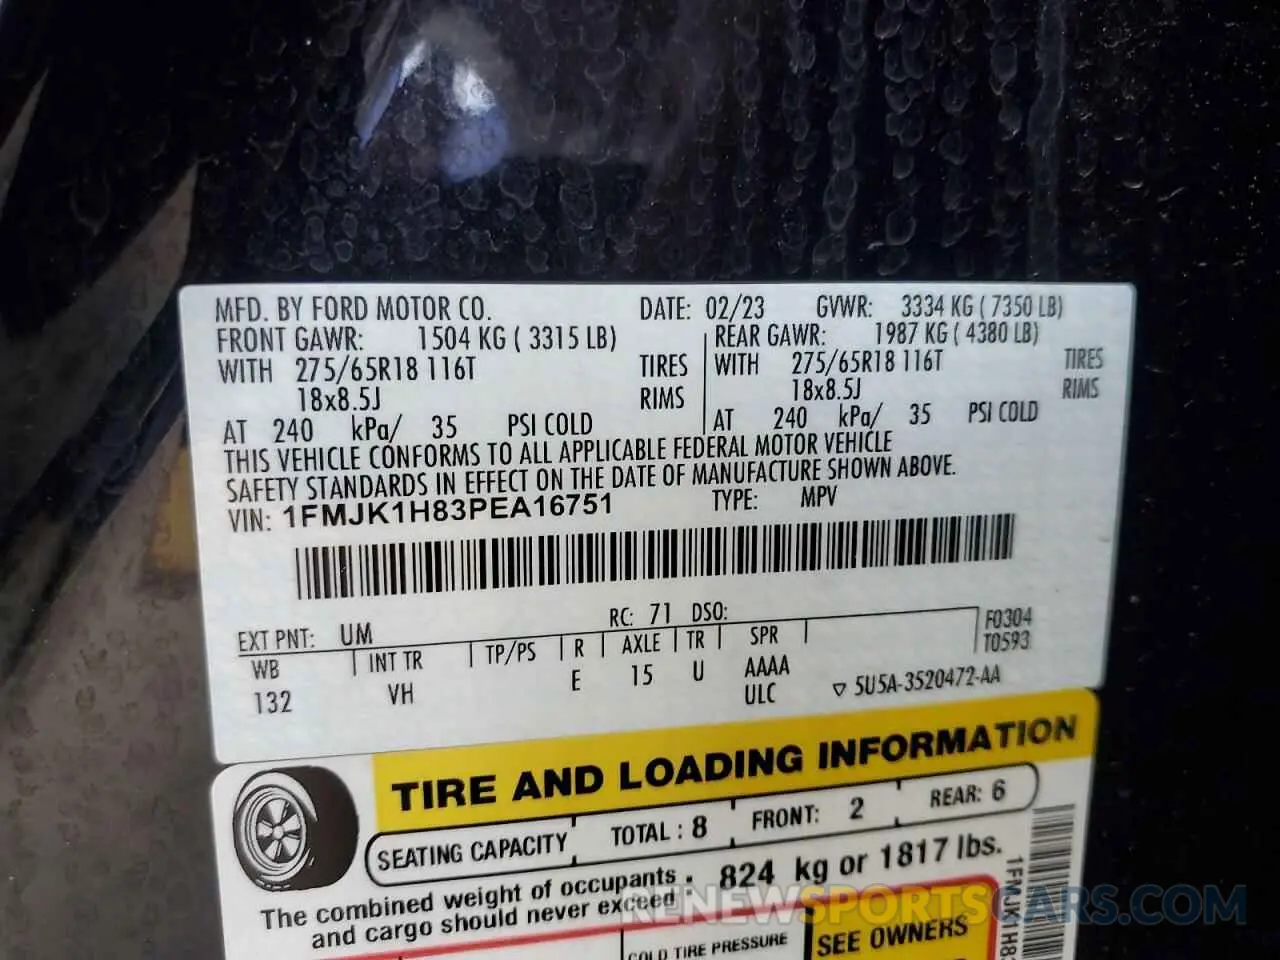 MFD. BY FORD MOTOR CO. DATE: 02/23 GVWR: 3334 KG ( 7350 LB)
FRONT GAWR: 1504 KG ( 3315 LB) REAR GAWR: 1987 KG ( 4380 LB)
WITH 275/65R18 116T TIRES WITH 275/65R18 116T TIRES
18x8.5J RIMS 18x8.5J RIMS
AT 240 kPa/ 35 PSI COLD AT 240 kPa/ 35 PSI COLD
THIS VEHICLE CONFORMS TO ALL APPLICABLE FEDERAL MOTOR VEHICLE
SAFETY STANDARDS IN EFFECT ON THE DATE OF MANUFACTURE SHOWN ABOVE.
VIN: 1FMJK1H83PEA16751 TYPE: MPV
EXT PNT: UM RC: 71 DSO: F0304
WB INT TR TP/PS R AXLE TR SPR T0593
132 VH E 15 U AAAA
ULC 5U5A-3520472-AA
TIRE AND LOADING INFORMATION
SEATING CAPACITY TOTAL : 8 FRONT: 2 REAR: 6
The combined weight of occupants 824 kg or 1817 lbs.
and cargo should never exceed
COLD TIRE PRESSURE SEE OWNERS
1FMJK1H8
RENEWSPORTSCARS.COM